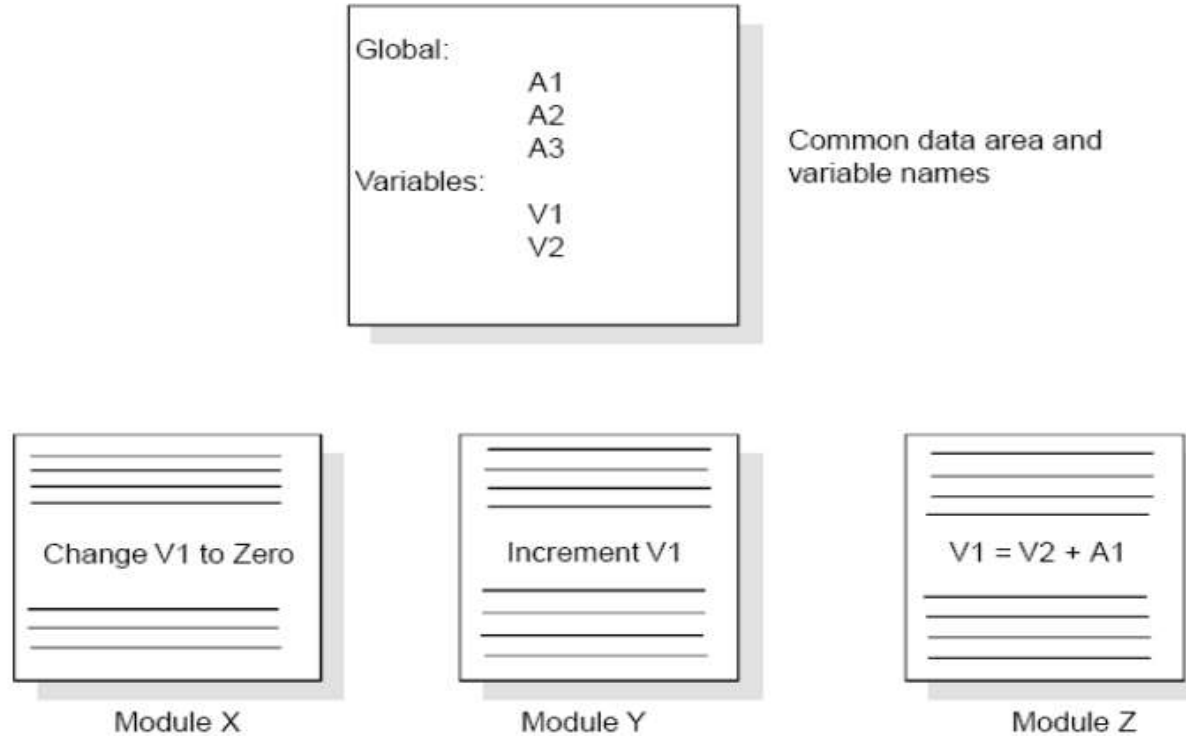 Global:
A1
A2
A3
Variables:
V1
V2
Common data area and
variable names
Change V1 to Zero
Increment V1
V1 = V2 + A1
Module X
Module Y
Module Z